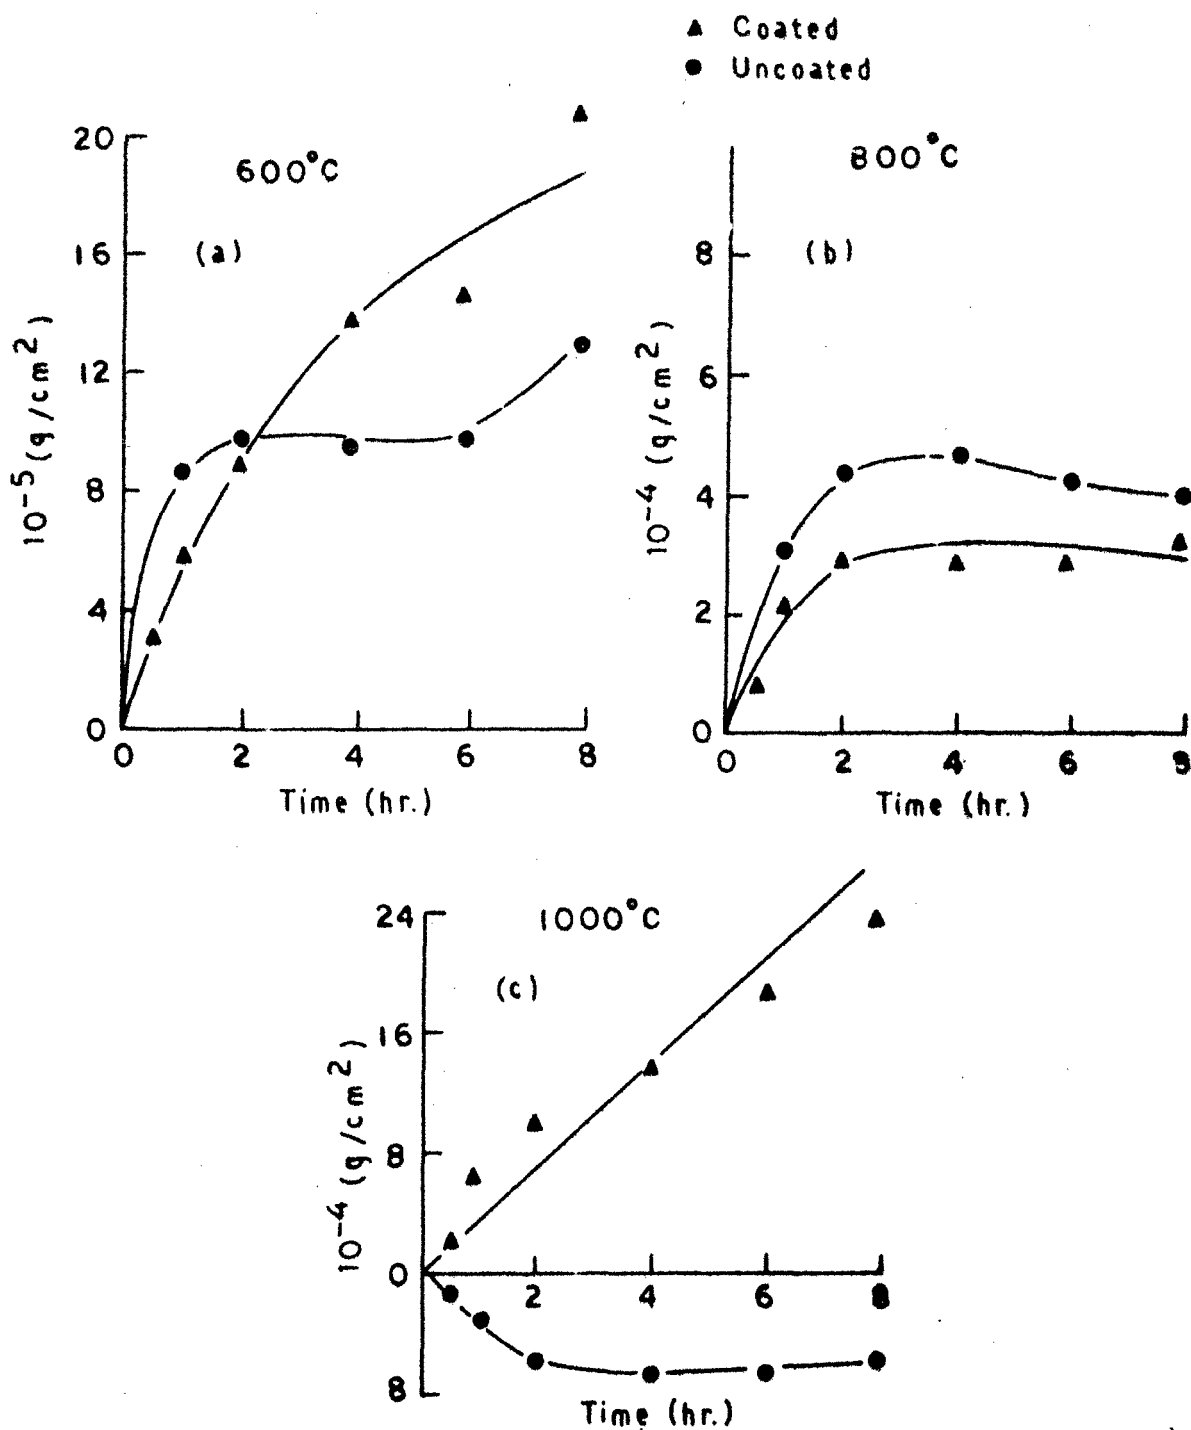 ▲ Coated
● Uncoated
600°C
(a)
20
16
12
8
4
0
10⁻⁵ (g/cm²)
0 2 4 6 8
Time (hr.)
800°C
(b)
8
6
4
2
0
10⁻⁴ (g/cm²)
0 2 4 6 8
Time (hr.)
1000°C
(c)
24
16
8
0
8
10⁻⁴ (g/cm²)
2 4 6 8
Time (hr.)